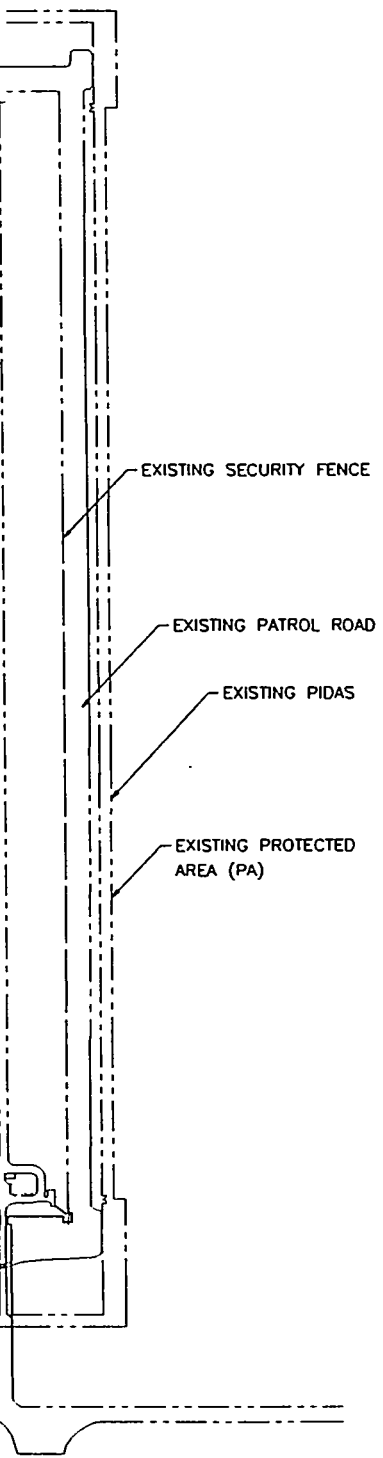 EXISTING SECURITY FENCE
EXISTING PATROL ROAD
EXISTING PIDAS
EXISTING PROTECTED
AREA (PA)